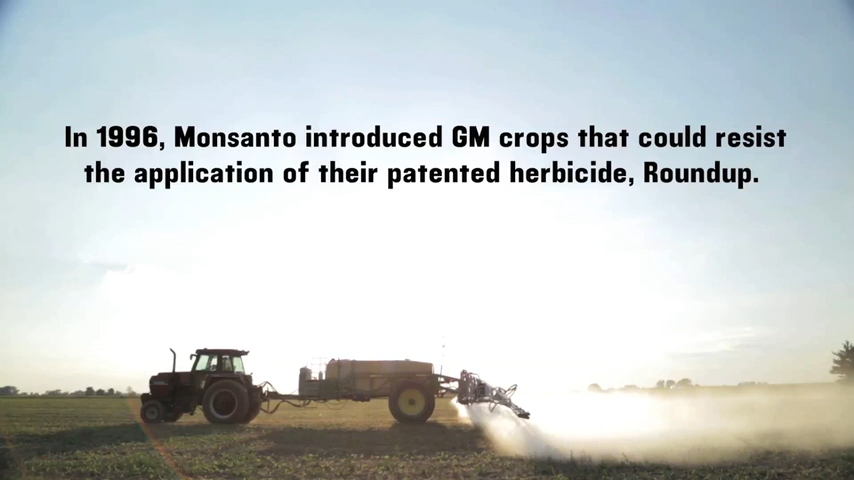 In 1996, Monsanto introduced GM crops that could resist
the application of their patented herbicide, Roundup.